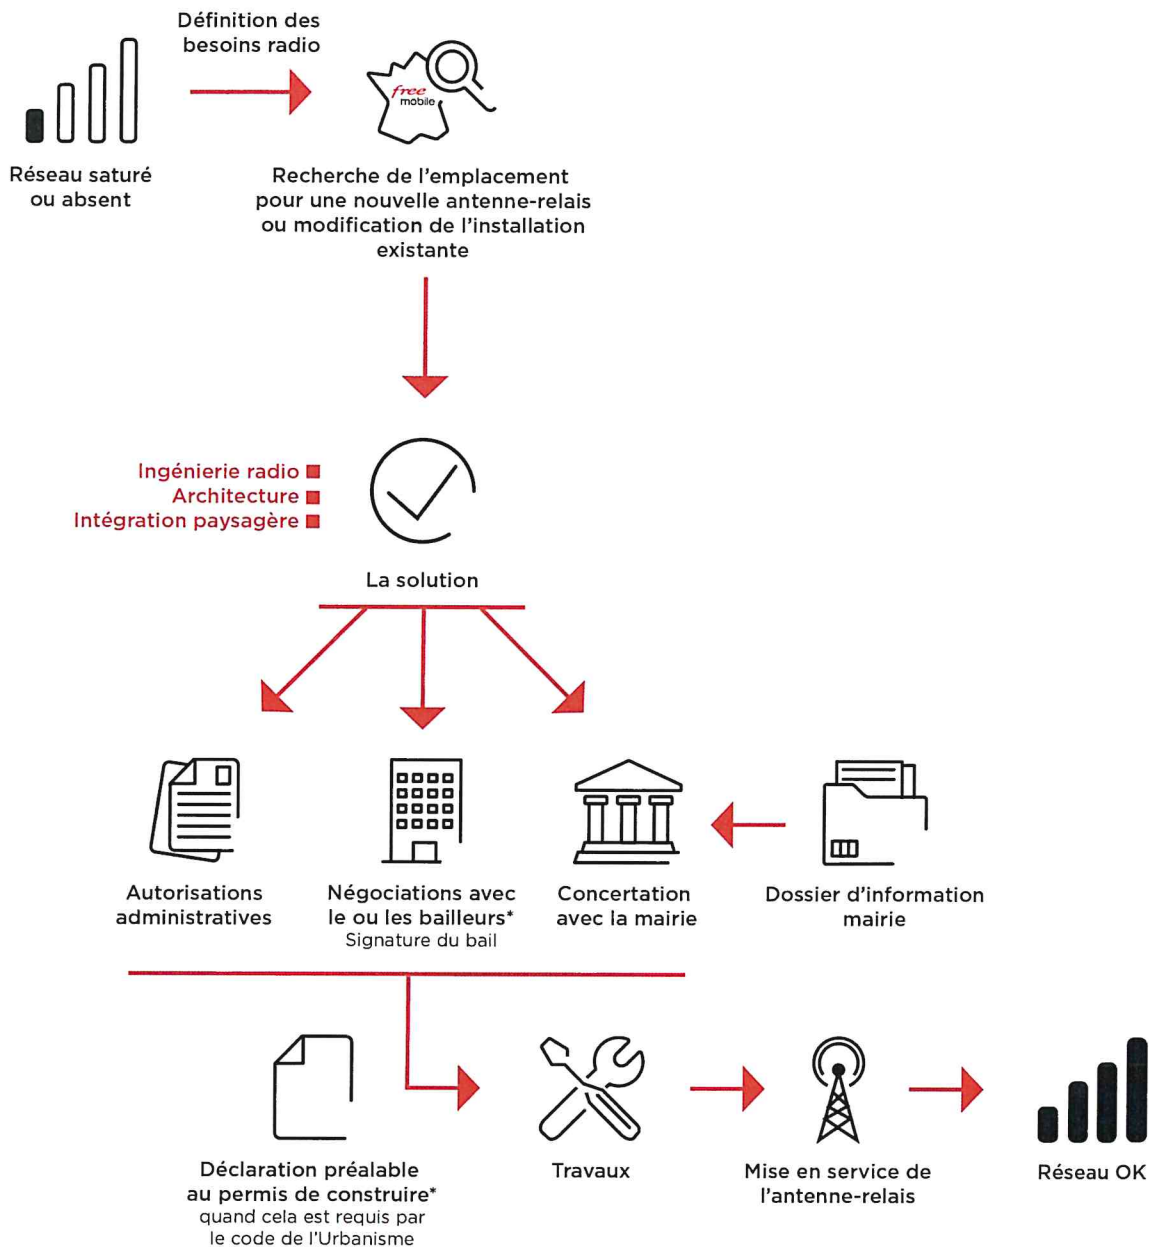 Définition des
besoins radio
free
mobile
Réseau saturé
ou absent
Recherche de l'emplacement
pour une nouvelle antenne-relais
ou modification de l'installation
existante
Ingénierie radio
Architecture
Intégration paysagère
La solution
Autorisations
administratives
Négociations avec
le ou les bailleurs*
Signature du bail
Concertation
avec la mairie
Dossier d'information
mairie
Déclaration préalable
au permis de construire*
quand cela est requis par
le code de l'Urbanisme
Travaux
Mise en service de
l'antenne-relais
Réseau OK